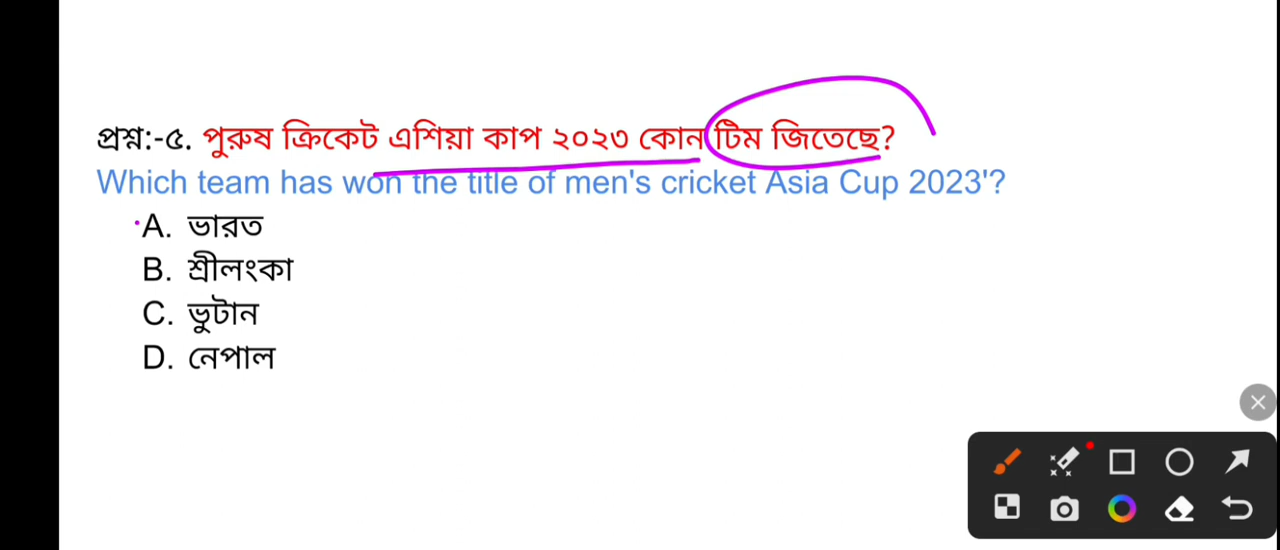 প্রশ্ন:-৫. পুরুষ ক্রিকেট এশিয়া কাপ ২০২৩ কোন টিম জিতেছে?
Which team has won the title of men's cricket Asia Cup 2023'?
A. ভারত
B. শ্রীলংকা
C. ভুটান
D. নেপাল